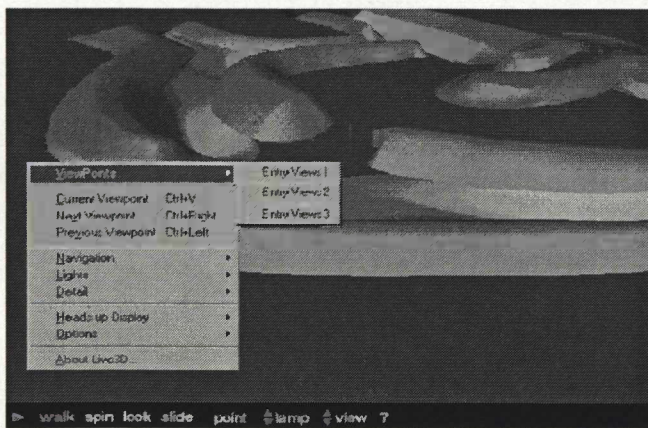 ViewPonts
Entry Views 1
Entry Views 2
Entry Views 3
Current Viewpoint Ctrl+V
Next Viewpoint Ctrl+Right
Previous Viewpoint Ctrl+Left
Navigation
Lights
Detail
Heads up Display
Options
About Live3D...
walk spin look slide point lamp view ?